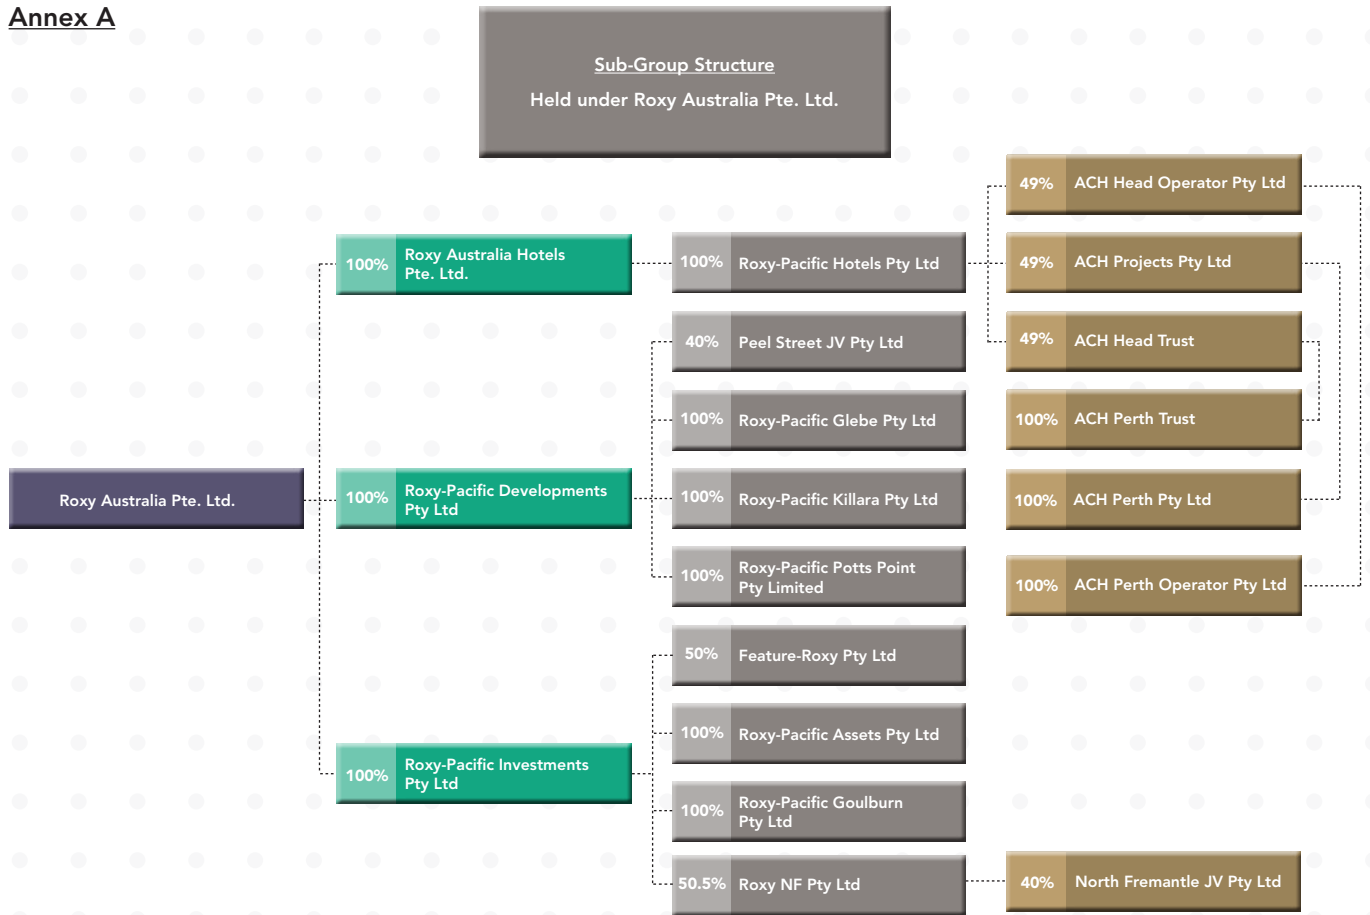 Annex A
Sub-Group Structure
Held under Roxy Australia Pte. Ltd.
Roxy Australia Pte. Ltd.
100%
Roxy Australia Hotels
Pte. Ltd.
100%
Roxy-Pacific Developments
Pty Ltd
100%
Roxy-Pacific Investments
Pty Ltd
100%
Roxy-Pacific Hotels Pty Ltd
40%
Peel Street JV Pty Ltd
100%
Roxy-Pacific Glebe Pty Ltd
100%
Roxy-Pacific Killara Pty Ltd
100%
Roxy-Pacific Potts Point
Pty Limited
50%
Feature-Roxy Pty Ltd
100%
Roxy-Pacific Assets Pty Ltd
100%
Roxy-Pacific Goulburn
Pty Ltd
50.5%
Roxy NF Pty Ltd
49%
ACH Head Operator Pty Ltd
49%
ACH Projects Pty Ltd
49%
ACH Head Trust
100%
ACH Perth Trust
100%
ACH Perth Pty Ltd
100%
ACH Perth Operator Pty Ltd
40%
North Fremantle JV Pty Ltd